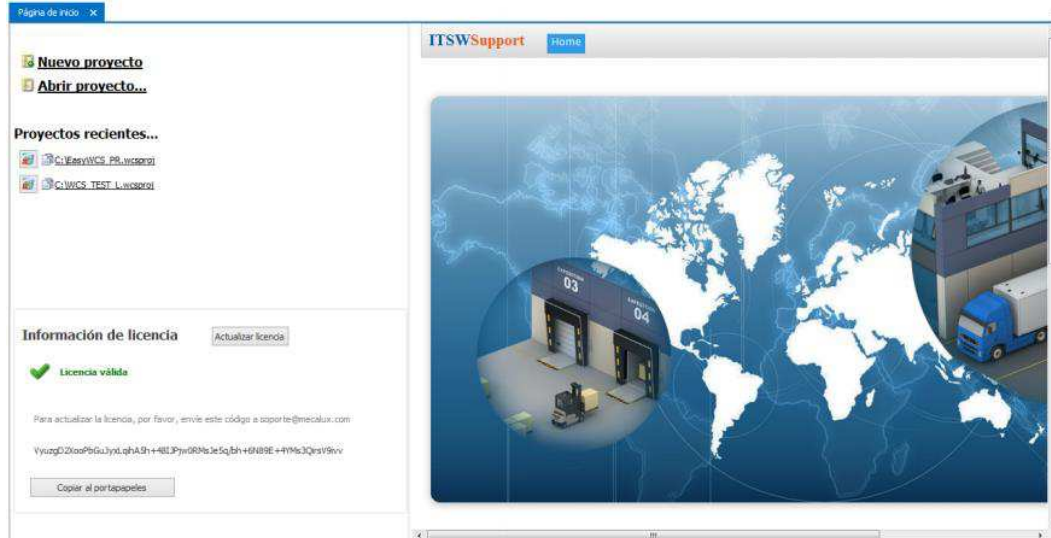 Página de inicio
ITSWSupport Home
Nuevo proyecto
Abrir proyecto...
Proyectos recientes...
C:\EasyWCS_PR.wcsproj
C:\WCS_TEST_L.wcsproj
03
04
Información de licencia Actualizar licencia
Licencia válida
Para actualizar la licencia, por favor, envíe este código a soporte@mecalux.com
Copiar al portapapeles